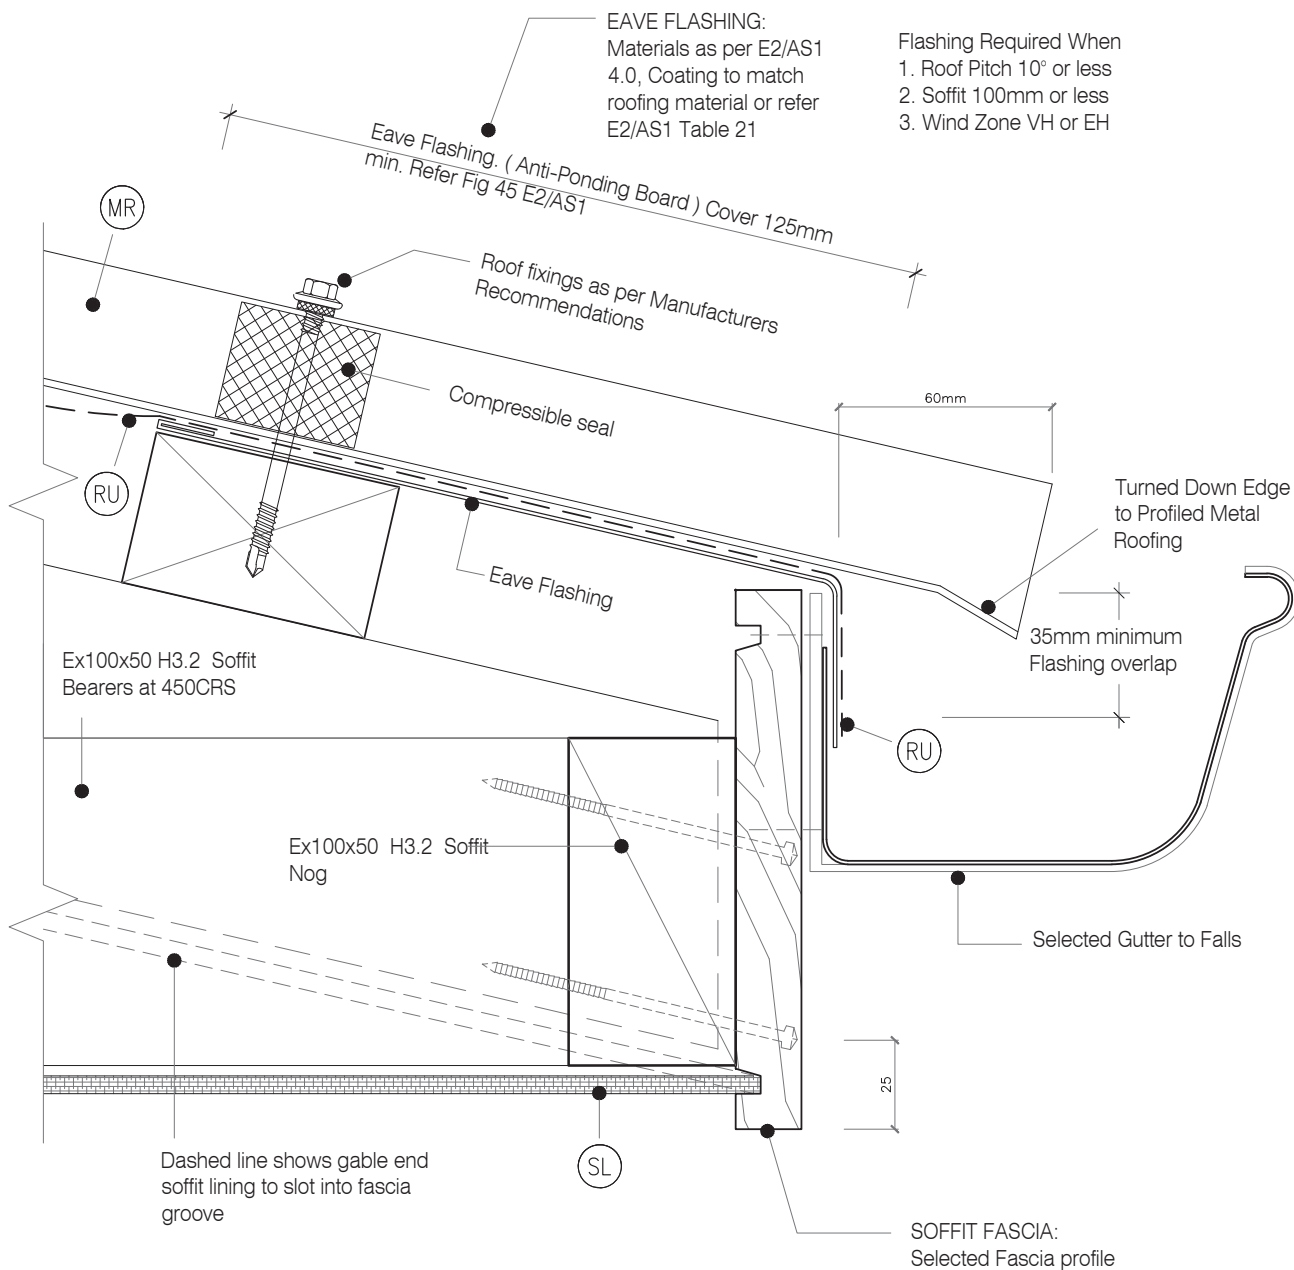 EAVE FLASHING:
Materials as per E2/AS1
4.0, Coating to match
roofing material or refer
E2/AS1 Table 21
Flashing Required When
1. Roof Pitch 10° or less
2. Soffit 100mm or less
3. Wind Zone VH or EH
Eave Flashing. ( Anti-Ponding Board ) Cover 125mm
min. Refer Fig 45 E2/AS1
MR
Roof fixings as per Manufacturers
Recommendations
Compressible seal
60mm
RU
Turned Down Edge
to Profiled Metal
Roofing
Eave Flashing
35mm minimum
Flashing overlap
Ex100x50 H3.2 Soffit
Bearers at 450CRS
RU
Ex100x50 H3.2 Soffit
Nog
Selected Gutter to Falls
25
Dashed line shows gable end
soffit lining to slot into fascia
groove
SL
SOFFIT FASCIA:
Selected Fascia profile